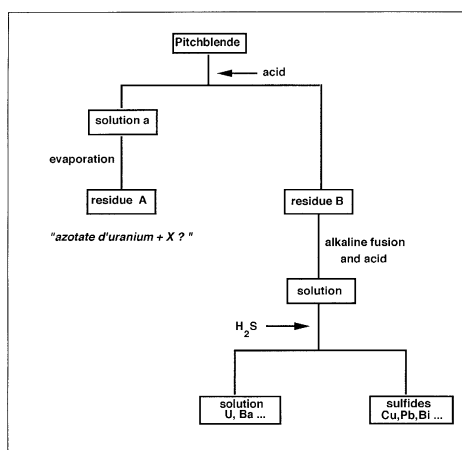 Pitchblende
acid
solution a
evaporation
residue A
residue B
"azotate d'uranium + X ? "
alkaline fusion
and acid
solution
H2S
solution
U, Ba ...
sulfides
Cu,Pb,Bi ...